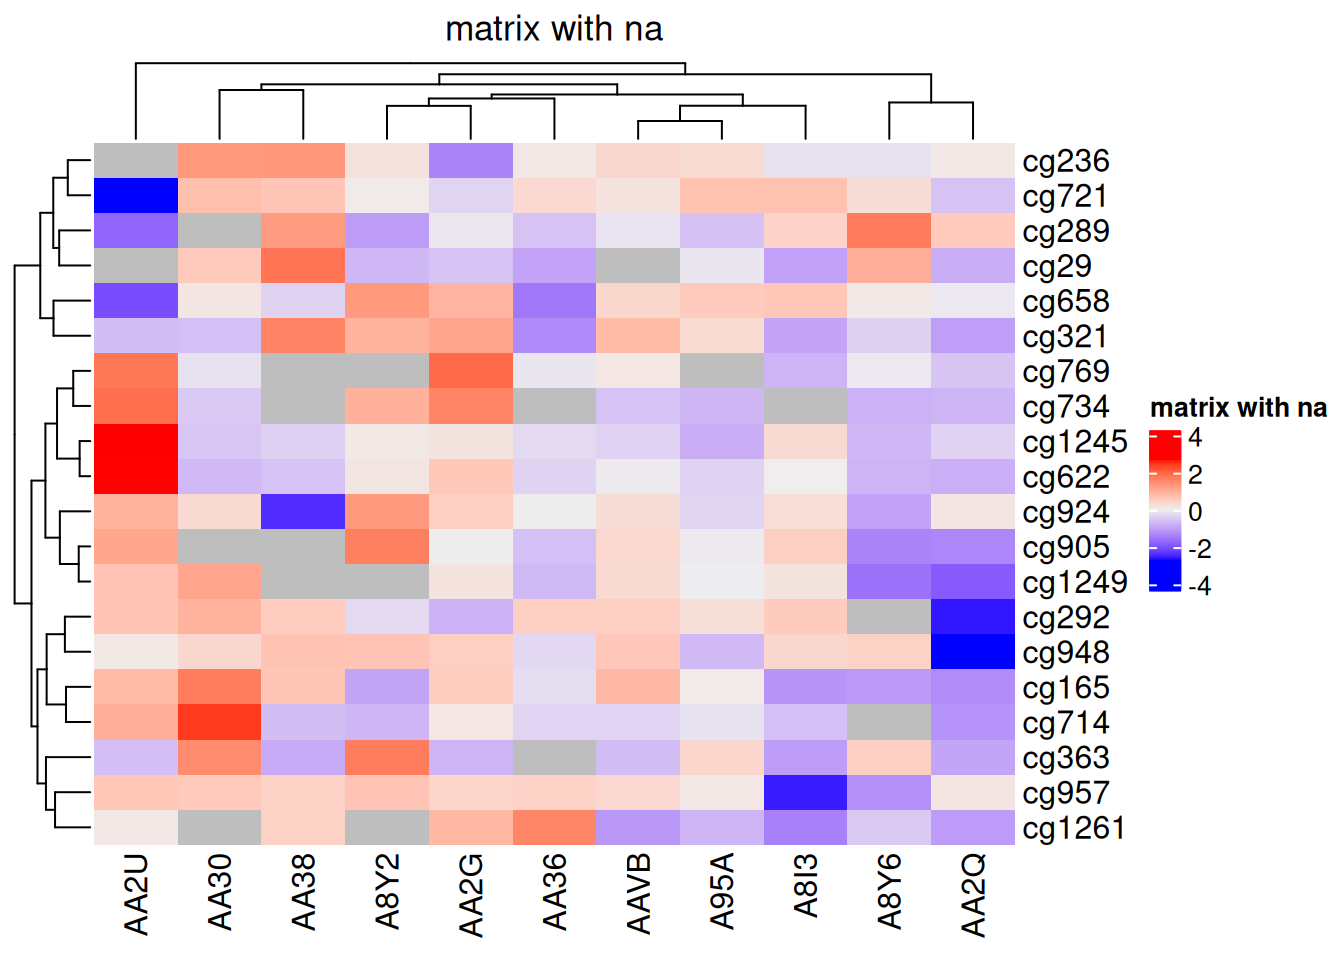 matrix with na
cg236
cg721
cg289
cg29
cg658
cg321
cg769
cg734
cg1245
cg622
cg924
cg905
cg1249
cg292
cg948
cg165
cg714
cg363
cg957
cg1261
matrix with na
4
2
0
-2
-4
AA2U
AA30
AA38
A8Y2
AA2G
AA36
AAVB
A95A
A8I3
A8Y6
AA2Q